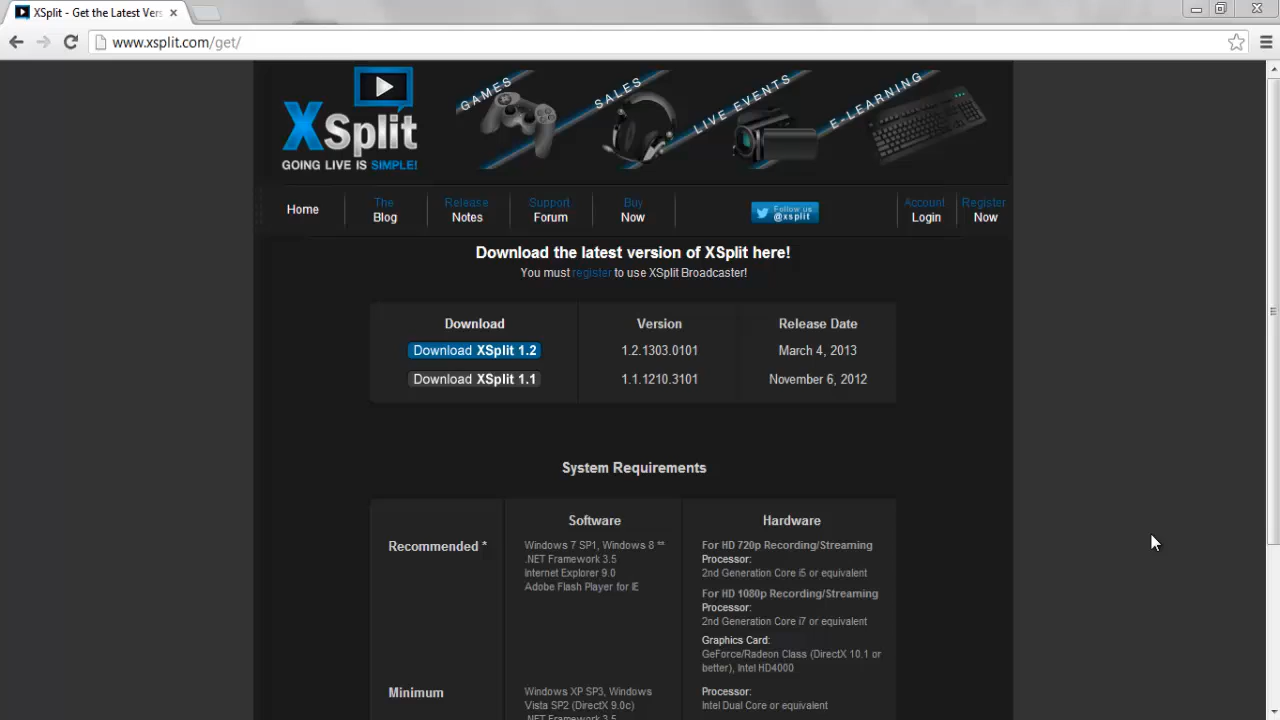 XSplit - Get the Latest Vers
www.xsplit.com/get/
XSplit
GOING LIVE IS SIMPLE!
GAMES
SALES
LIVE EVENTS
E-LEARNING
Home
The Blog
Release Notes
Support Forum
Buy Now
Follow us @xsplit
Account Login
Register Now
Download the latest version of XSplit here!
You must register to use XSplit Broadcaster!
Download Version Release Date
Download XSplit 1.2 1.2.1303.0101 March 4, 2013
Download XSplit 1.1 1.1.1210.3101 November 6, 2012
System Requirements
Software Hardware
Recommended *
Windows 7 SP1, Windows 8 **
.NET Framework 3.5
Internet Explorer 9.0
Adobe Flash Player for IE
For HD 720p Recording/Streaming
Processor:
2nd Generation Core i5 or equivalent
For HD 1080p Recording/Streaming
Processor:
2nd Generation Core i7 or equivalent
Graphics Card:
GeForce/Radeon Class (DirectX 10.1 or
better), Intel HD4000
Minimum
Windows XP SP3, Windows
Vista SP2 (DirectX 9.0c)
.NET Framework 3.5
Processor:
Intel Dual Core or equivalent